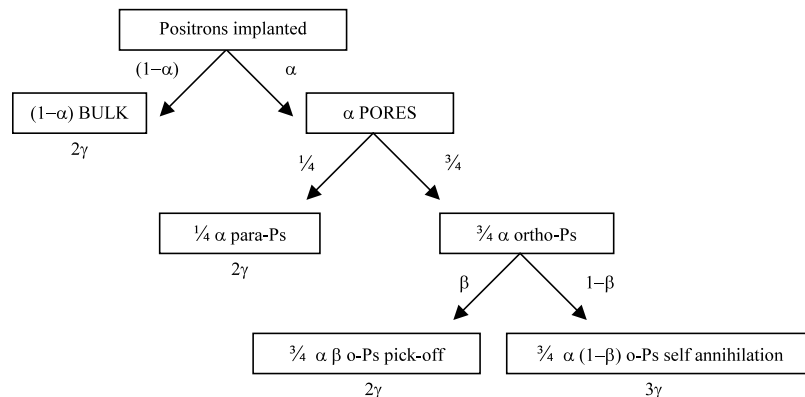 Positrons implanted
(1−α) α
(1−α) BULK
α PORES
2γ
¼ ¾
¼ α para-Ps
¾ α ortho-Ps
2γ
β 1−β
¾ α β o-Ps pick-off
¾ α (1−β) o-Ps self annihilation
2γ
3γ